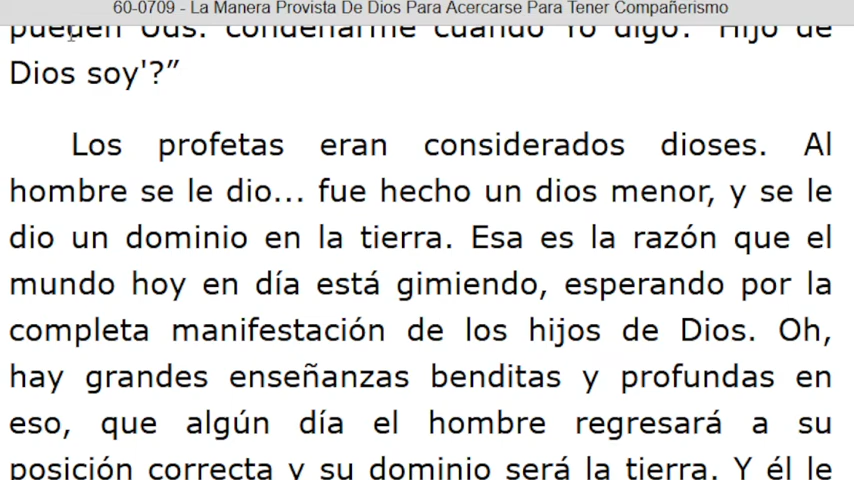 60-0709 - La Manera Provista De Dios Para Acercarse Para Tener Compañerismo
pueden Uds. condenarme cuando Yo digo: 'Hijo de
Dios soy'?”
Los profetas eran considerados dioses. Al
hombre se le dio... fue hecho un dios menor, y se le
dio un dominio en la tierra. Esa es la razón que el
mundo hoy en día está gimiendo, esperando por la
completa manifestación de los hijos de Dios. Oh,
hay grandes enseñanzas benditas y profundas en
eso, que algún día el hombre regresará a su
posición correcta y su dominio será la tierra. Y él le